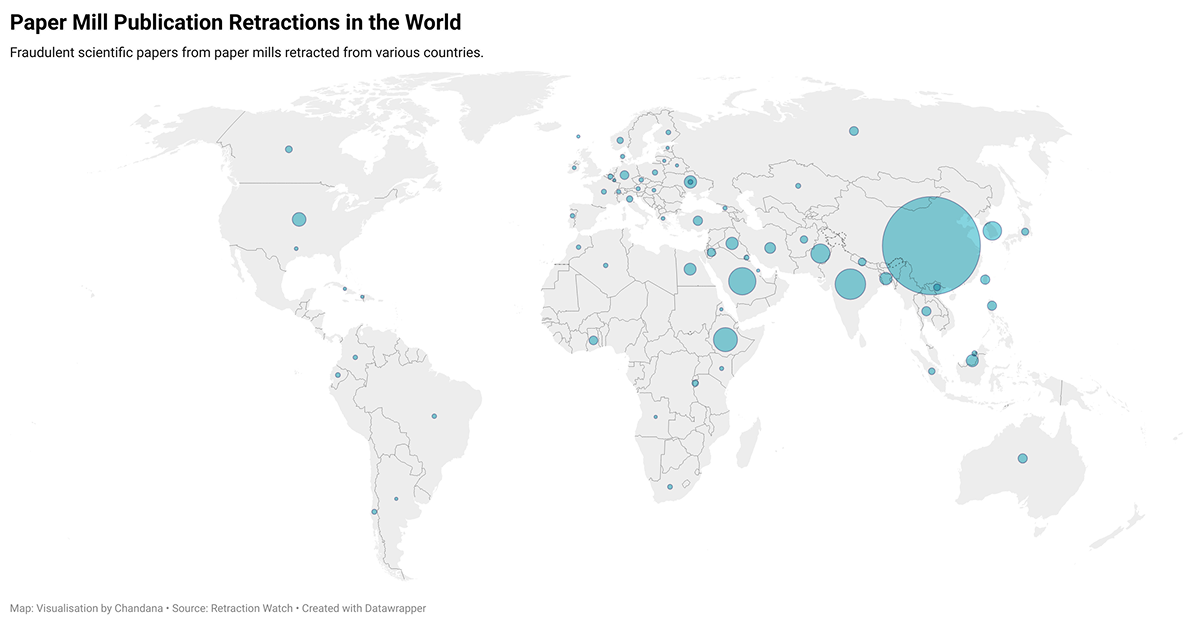 Paper Mill Publication Retractions in the World
Fraudulent scientific papers from paper mills retracted from various countries.
Map: Visualisation by Chandana • Source: Retraction Watch • Created with Datawrapper